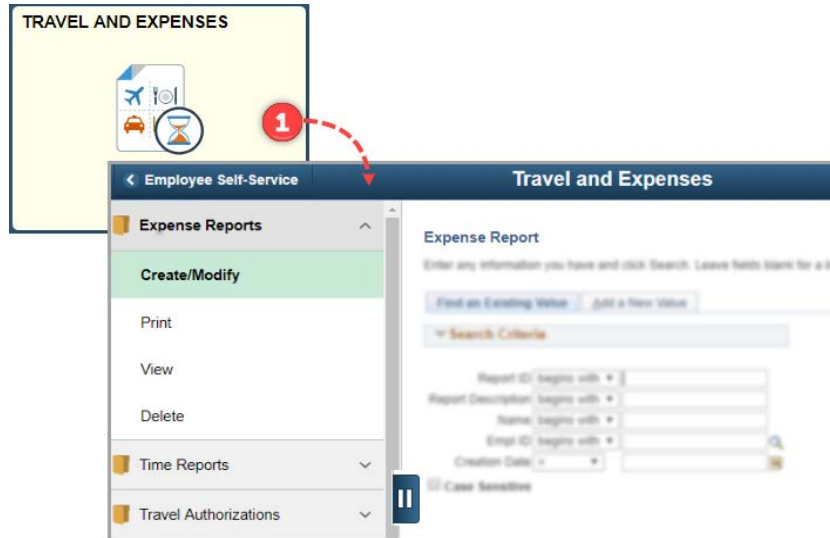 TRAVEL AND EXPENSES
1
Employee Self-Service
Travel and Expenses
Expense Reports
Create/Modify
Print
View
Delete
Time Reports
Travel Authorizations
Expense Report
Enter any information you have and click Search. Leave fields blank for a
Find an Existing Value
Add a New Value
Search Criteria
Report ID begins with
Report Description begins with
Name begins with
Empl ID begins with
Creation Date =
Case Sensitive